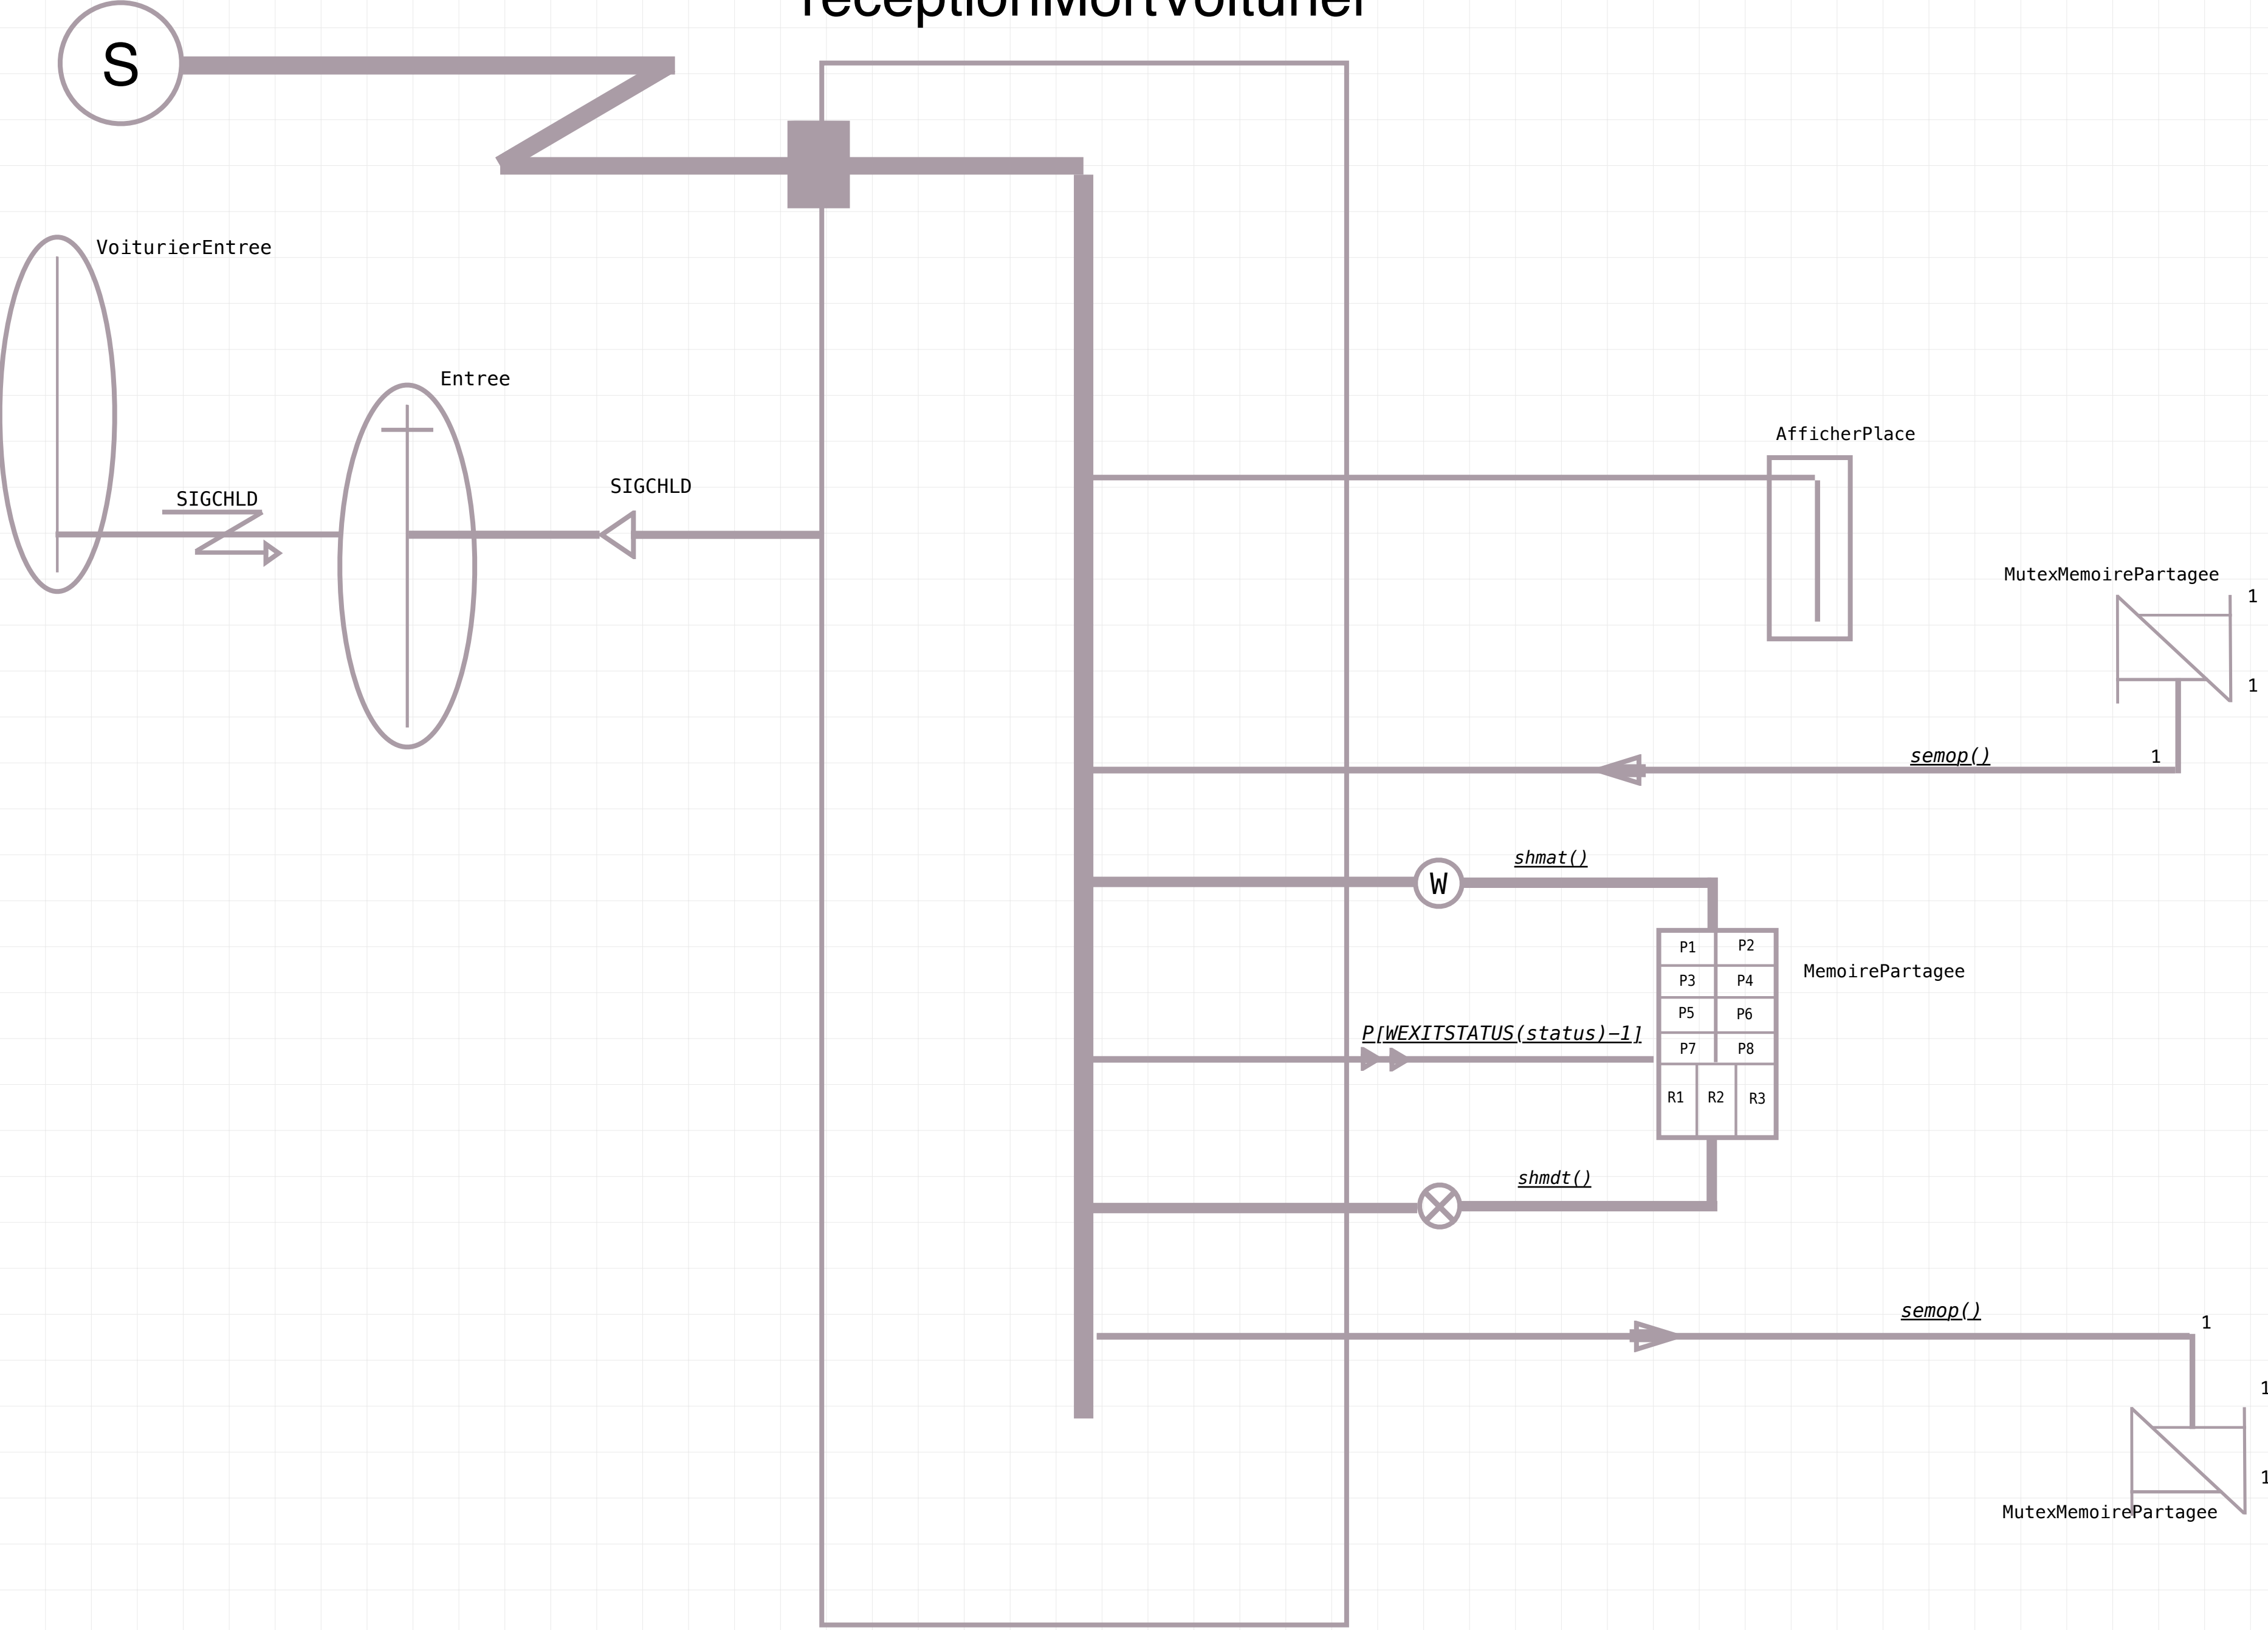 receptionMortVoiturier
S
VoiturierEntree
Entree
SIGCHLD
SIGCHLD
AfficherPlace
MutexMemoirePartagee
1
1
semop()
1
shmat()
W
P1
P2
MemoirePartagee
P3
P4
P5
P6
P[WEXITSTATUS(status)–1]
P7
P8
R1
R2
R3
shmdt()
semop()
1
1
1
MutexMemoirePartagee